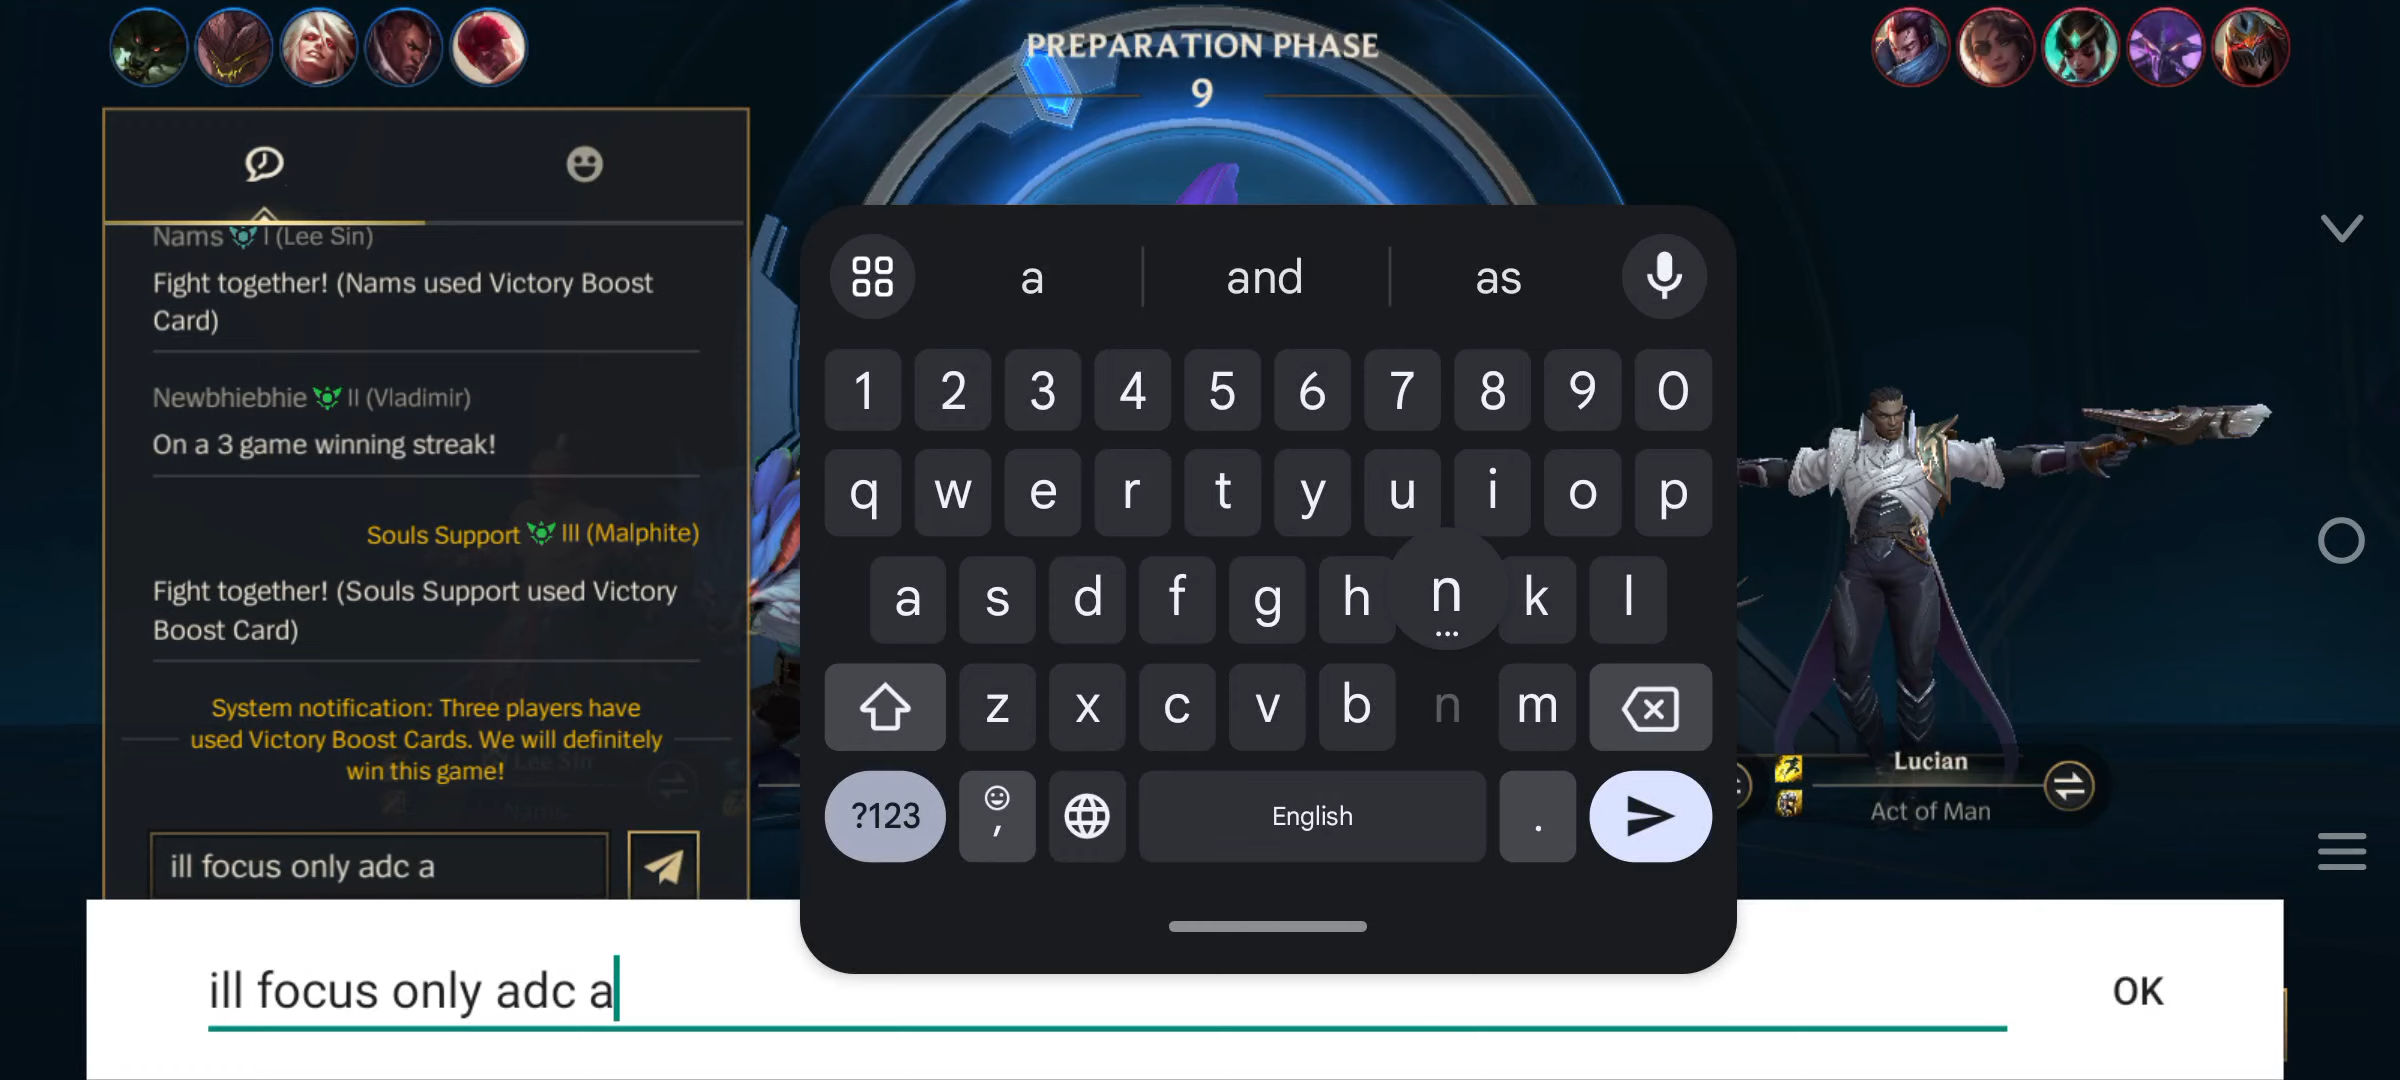 PREPARATION PHASE
9
Nams I (Lee Sin)
Fight together! (Nams used Victory Boost
Card)
Newbhiebhie II (Vladimir)
On a 3 game winning streak!
Souls Support III (Malphite)
Fight together! (Souls Support used Victory
Boost Card)
System notification: Three players have
used Victory Boost Cards. We will definitely
win this game!
Lee Sin
Nams
ill focus only adc a
a and as
1 2 3 4 5 6 7 8 9 0
q w e r t y u i o p
a s d f g h n k l
z x c v b n m
?123 , English .
Lucian
Act of Man
ill focus only adc a
OK